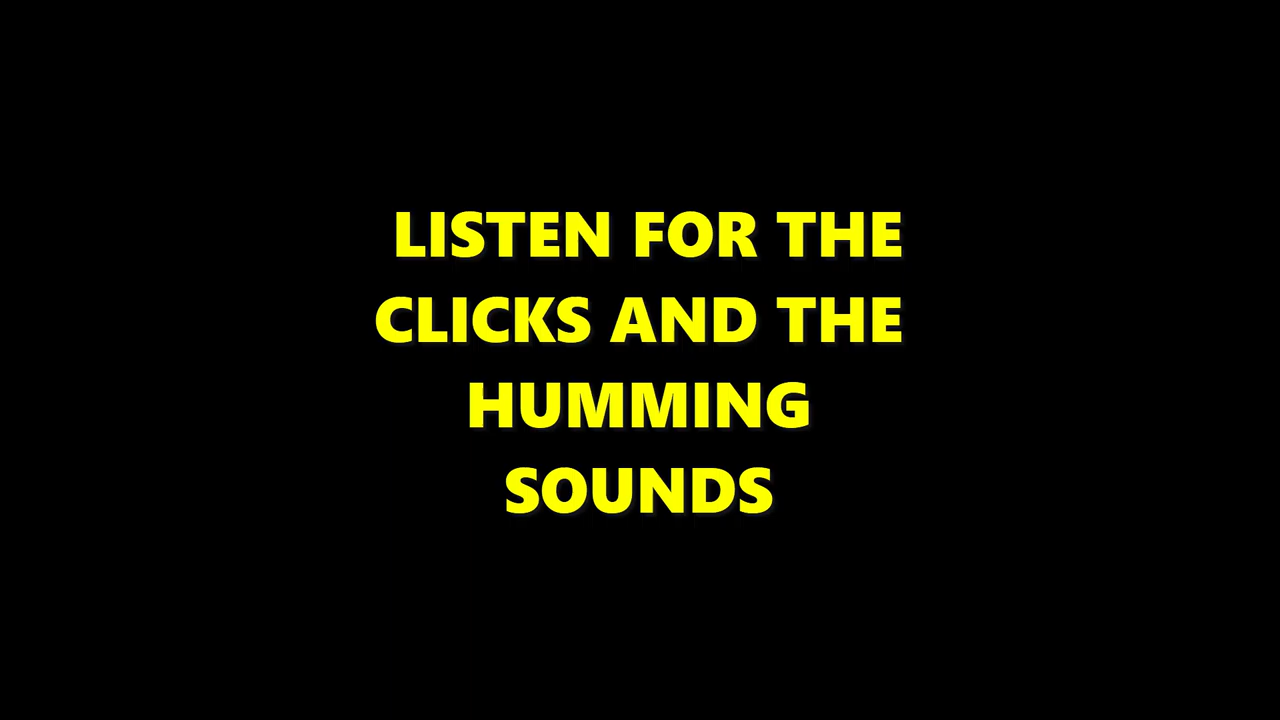 LISTEN FOR THE
CLICKS AND THE
HUMMING
SOUNDS